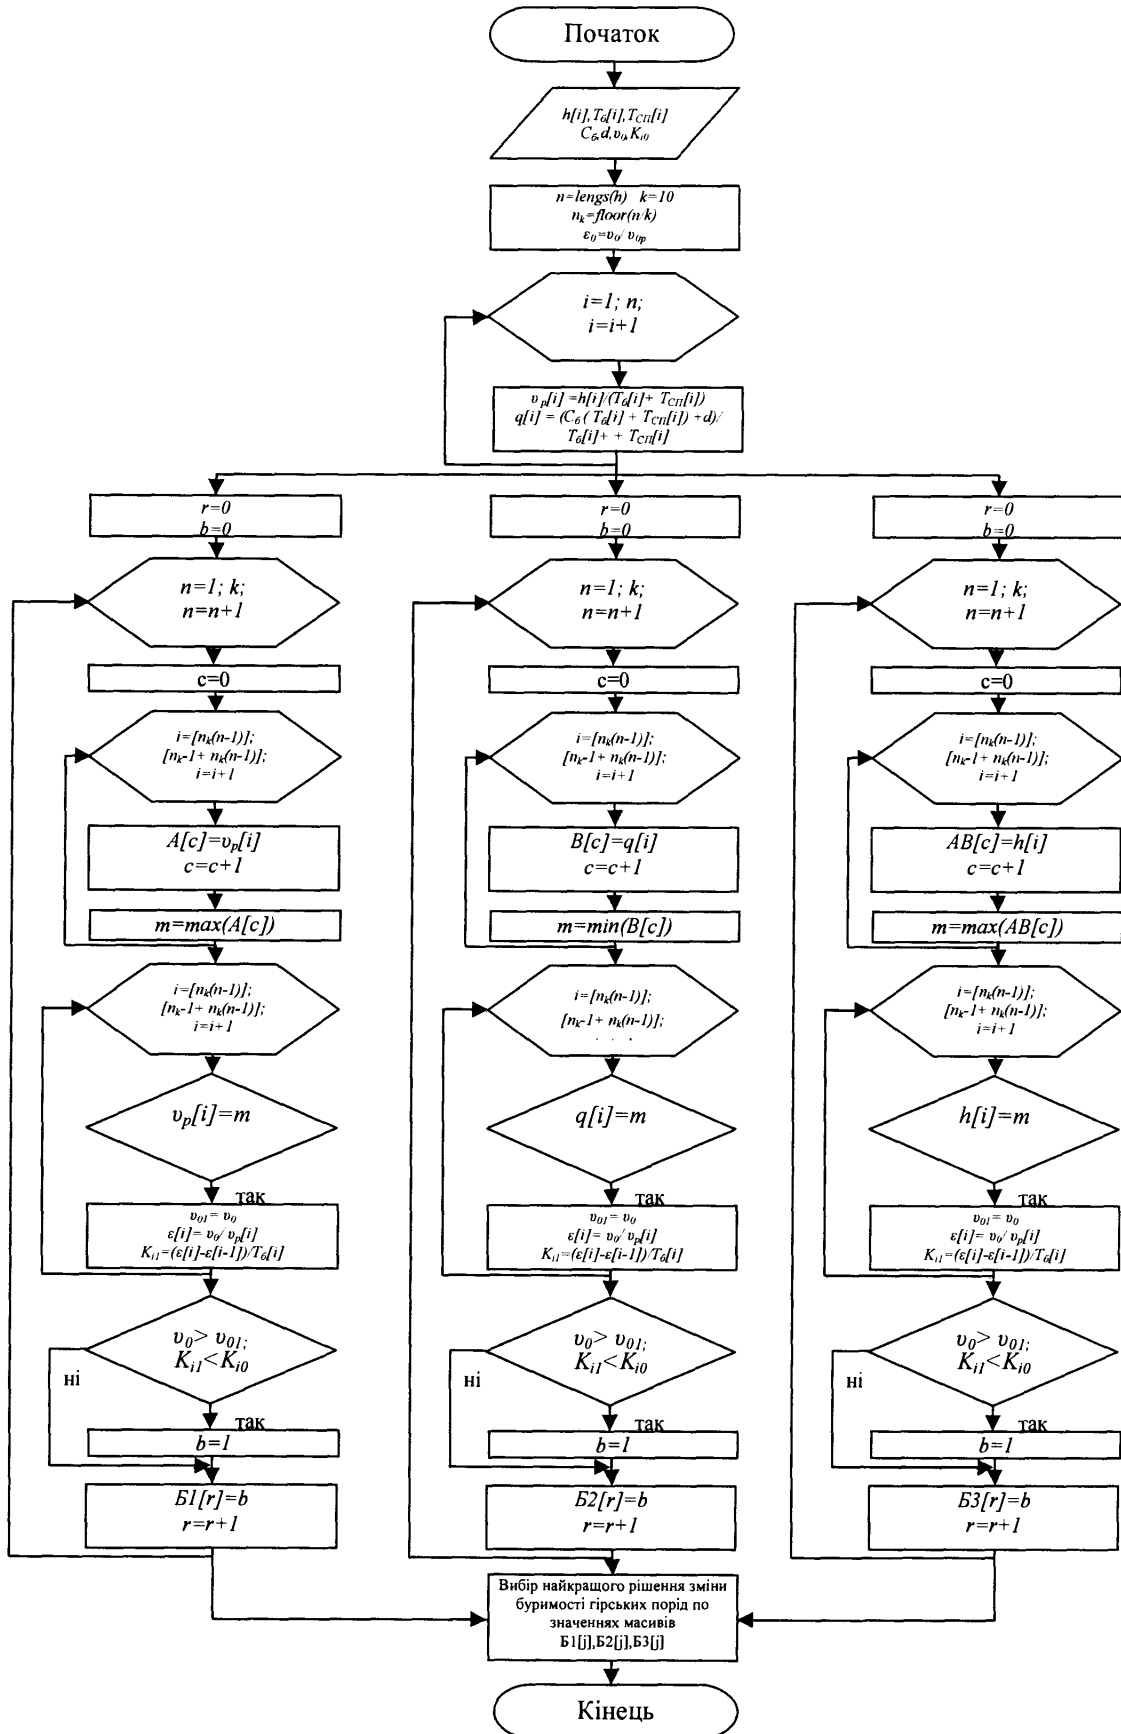 Початок
h[i],Tб[i],TСП[i]
Cб,d,υ0,Ki0
n=lengs(h) k=10
nk=floor(n/k)
ε0=υ0/υ0p
i=1; n;
i=i+1
υp[i]=h[i]/(Tб[i]+ TСП[i])
q[i] = (Cб( Tб[i] + TСП[i]) +d)/
Tб[i]+ + TСП[i]
r=0
b=0
n=1; k;
n=n+1
c=0
i=[nk(n-1)];
[nk-1+ nk(n-1)];
i=i+1
A[c]=υp[i]
c=c+1
m=max(A[c])
i=[nk(n-1)];
[nk-1+ nk(n-1)];
i=i+1
υp[i]=m
так
υ01= υ0
ε[i]= υ0/ υp[i]
Ki1=(ε[i]-ε[i-1])/Tб[i]
υ0> υ01;
Ki1<Ki0
ні
так
b=1
Б1[r]=b
r=r+1
r=0
b=0
n=1; k;
n=n+1
c=0
i=[nk(n-1)];
[nk-1+ nk(n-1)];
i=i+1
B[c]=q[i]
c=c+1
m=min(B[c])
i=[nk(n-1)];
[nk-1+ nk(n-1)];
q[i]=m
так
υ01= υ0
ε[i]= υ0/ υp[i]
Ki1=(ε[i]-ε[i-1])/Tб[i]
υ0> υ01;
Ki1<Ki0
ні
так
b=1
Б2[r]=b
r=r+1
r=0
b=0
n=1; k;
n=n+1
c=0
i=[nk(n-1)];
[nk-1+ nk(n-1)];
i=i+1
AB[c]=h[i]
c=c+1
m=max(AB[c])
i=[nk(n-1)];
[nk-1+ nk(n-1)];
i=i+1
h[i]=m
так
υ01= υ0
ε[i]= υ0/ υp[i]
Ki1=(ε[i]-ε[i-1])/Tб[i]
υ0> υ01;
Ki1<Ki0
ні
так
b=1
Б3[r]=b
r=r+1
Вибір найкращого рішення зміни
буримості гірських порід по
значеннях масивів
Б1[j],Б2[j],Б3[j]
Кінець